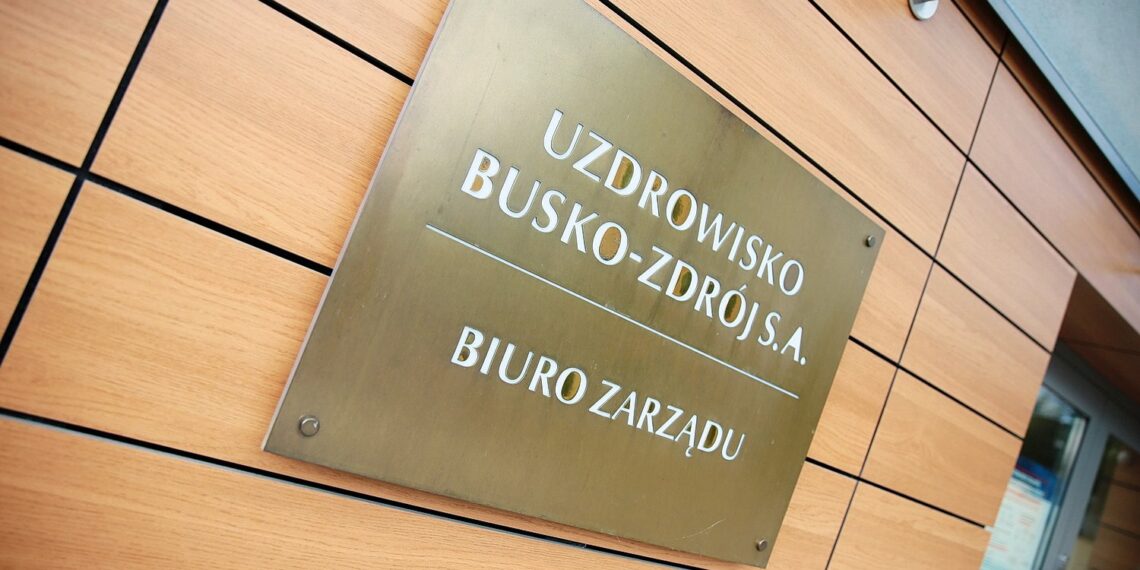 UZDROWISKO
BUSKO-ZDRÓJ S.A.
BIURO ZARZĄDU